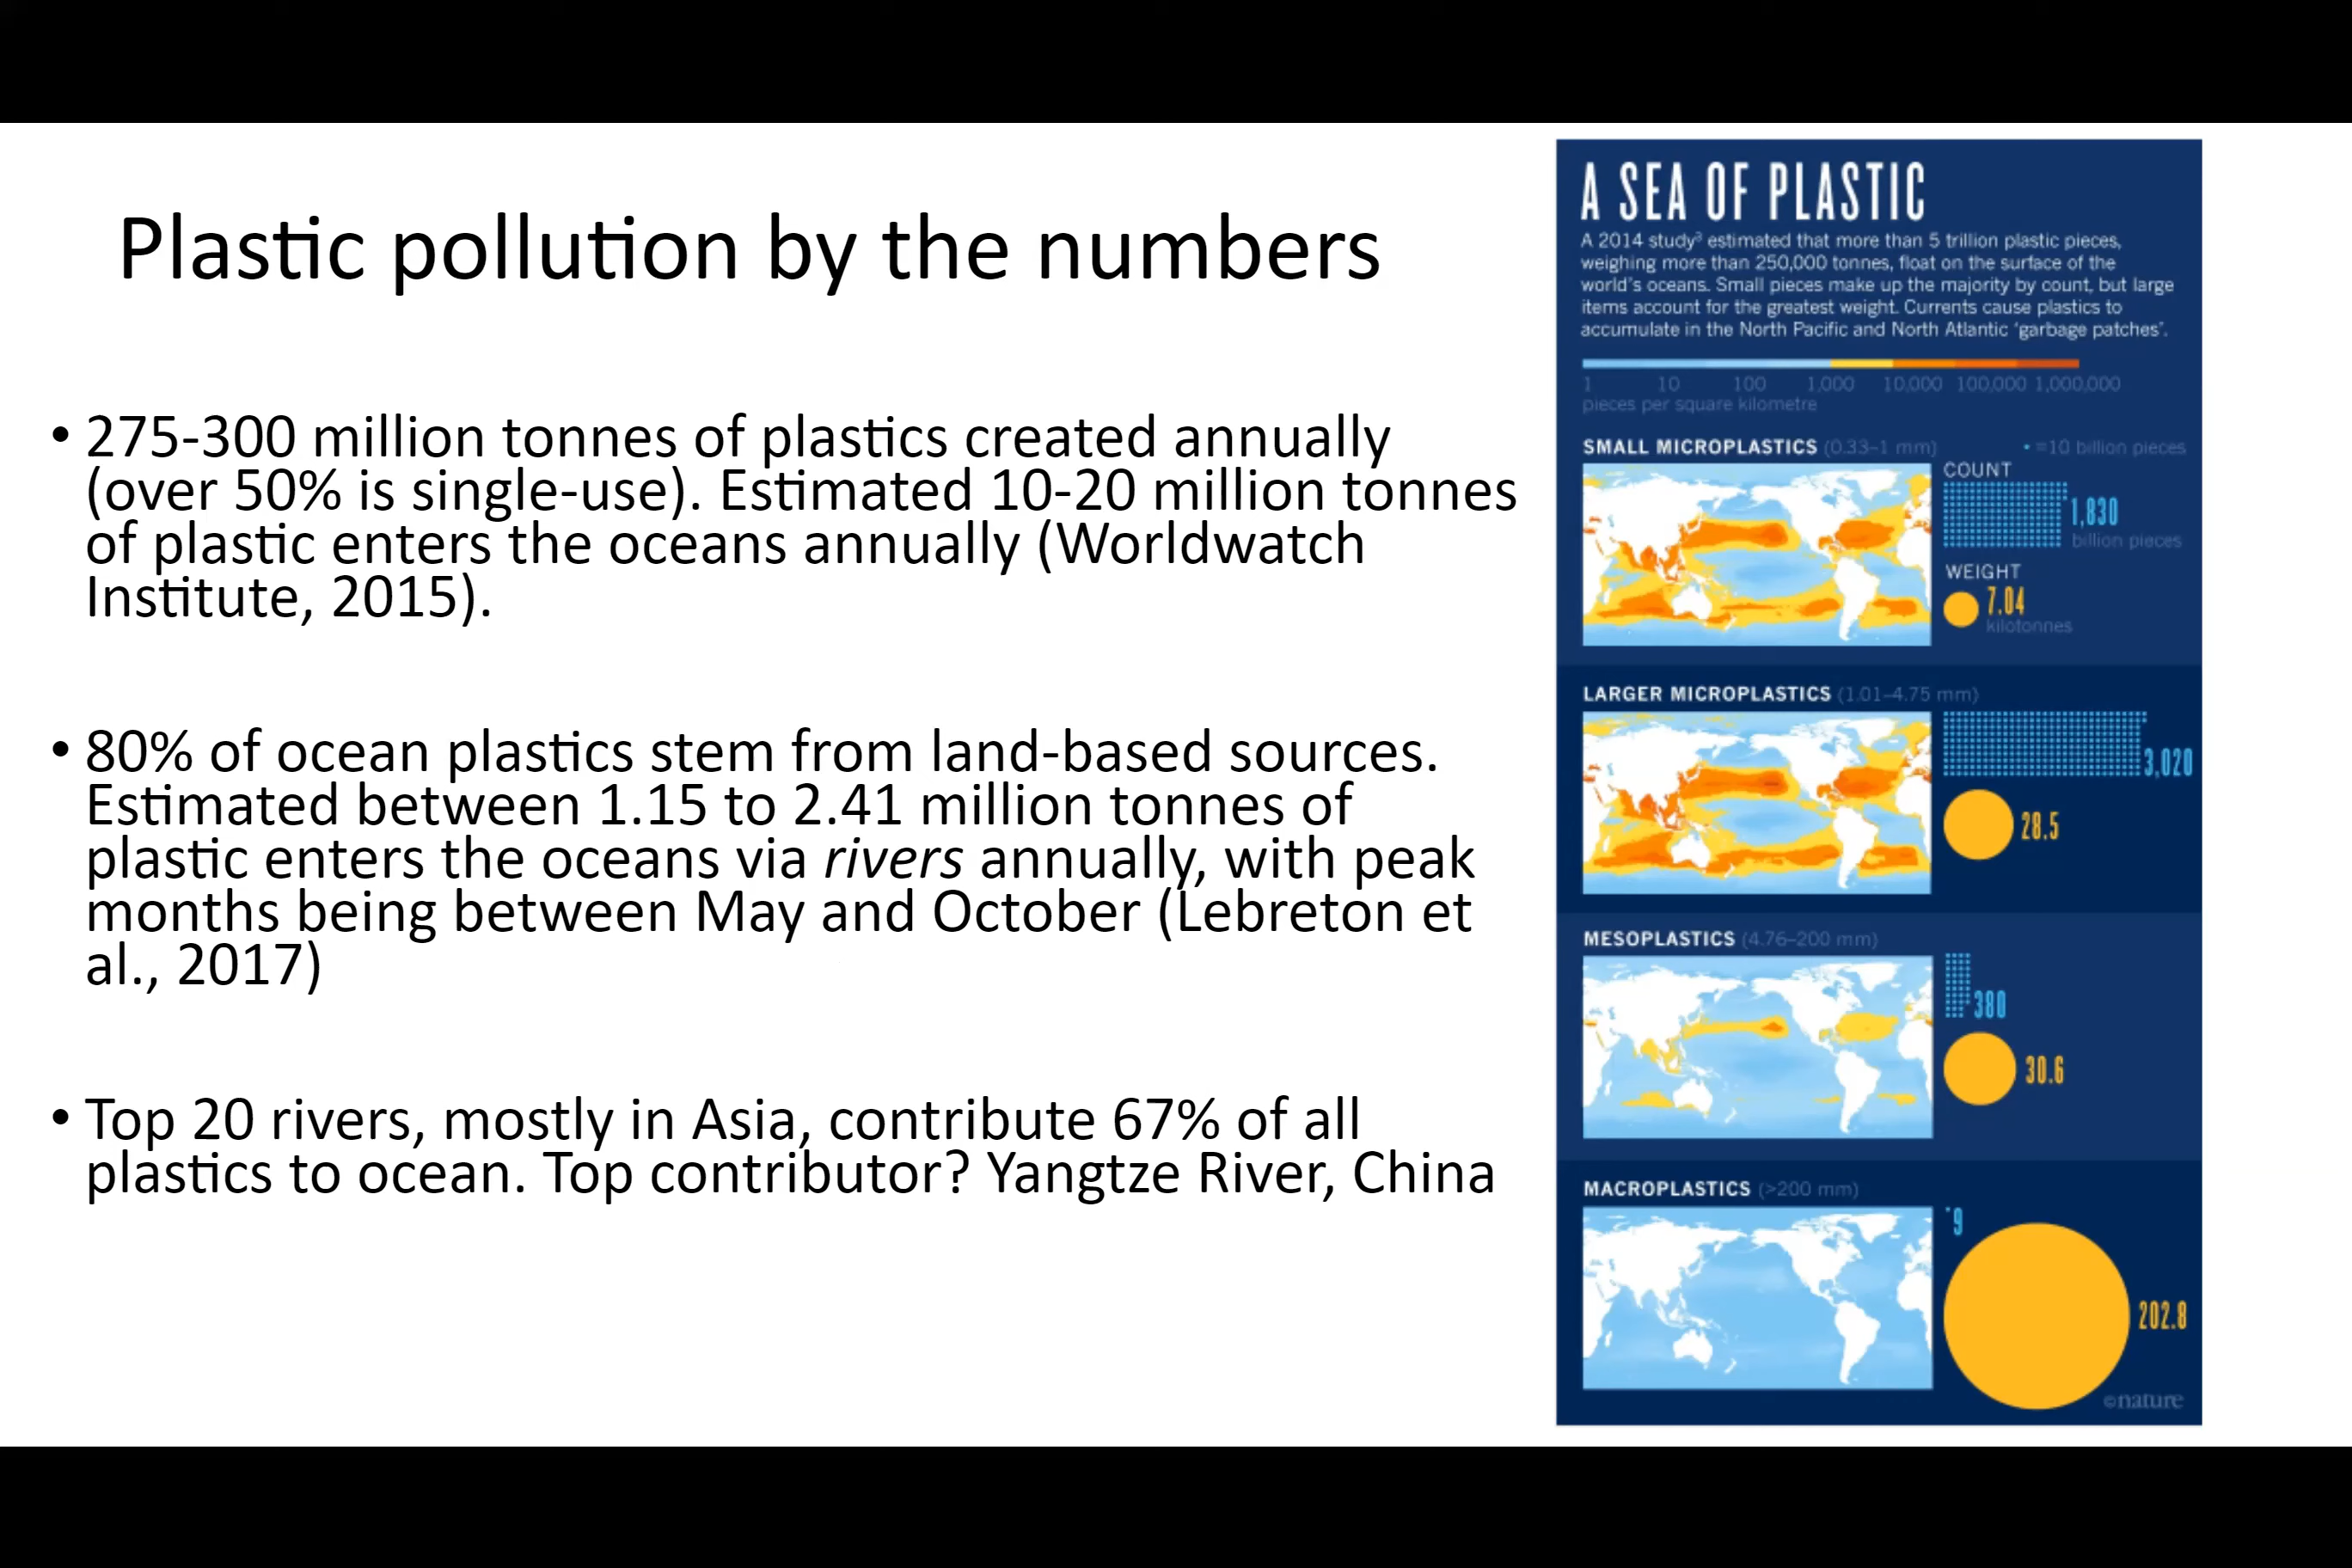 Plastic pollution by the numbers
• 275-300 million tonnes of plastics created annually
(over 50% is single-use). Estimated 10-20 million tonnes
of plastic enters the oceans annually (Worldwatch
Institute, 2015).
• 80% of ocean plastics stem from land-based sources.
Estimated between 1.15 to 2.41 million tonnes of
plastic enters the oceans via rivers annually, with peak
months being between May and October (Lebreton et
al., 2017)
• Top 20 rivers, mostly in Asia, contribute 67% of all
plastics to ocean. Top contributor? Yangtze River, China
A SEA OF PLASTIC
A 2014 study³ estimated that more than 5 trillion plastic pieces,
weighing more than 250,000 tonnes, float on the surface of the
world's oceans. Small pieces make up the majority by count, but large
items account for the greatest weight. Currents cause plastics to
accumulate in the North Pacific and North Atlantic 'garbage patches'.
1 10 100 1,000 10,000 100,000 1,000,000
pieces per square kilometre
SMALL MICROPLASTICS (0.33–1 mm)
• =10 billion pieces
COUNT
1,830
billion pieces
WEIGHT
7.04
kilotonnes
LARGER MICROPLASTICS (1.01–4.75 mm)
3,020
28.5
MESOPLASTICS (4.76–200 mm)
380
30.6
MACROPLASTICS (>200 mm)
9
202.8
©nature